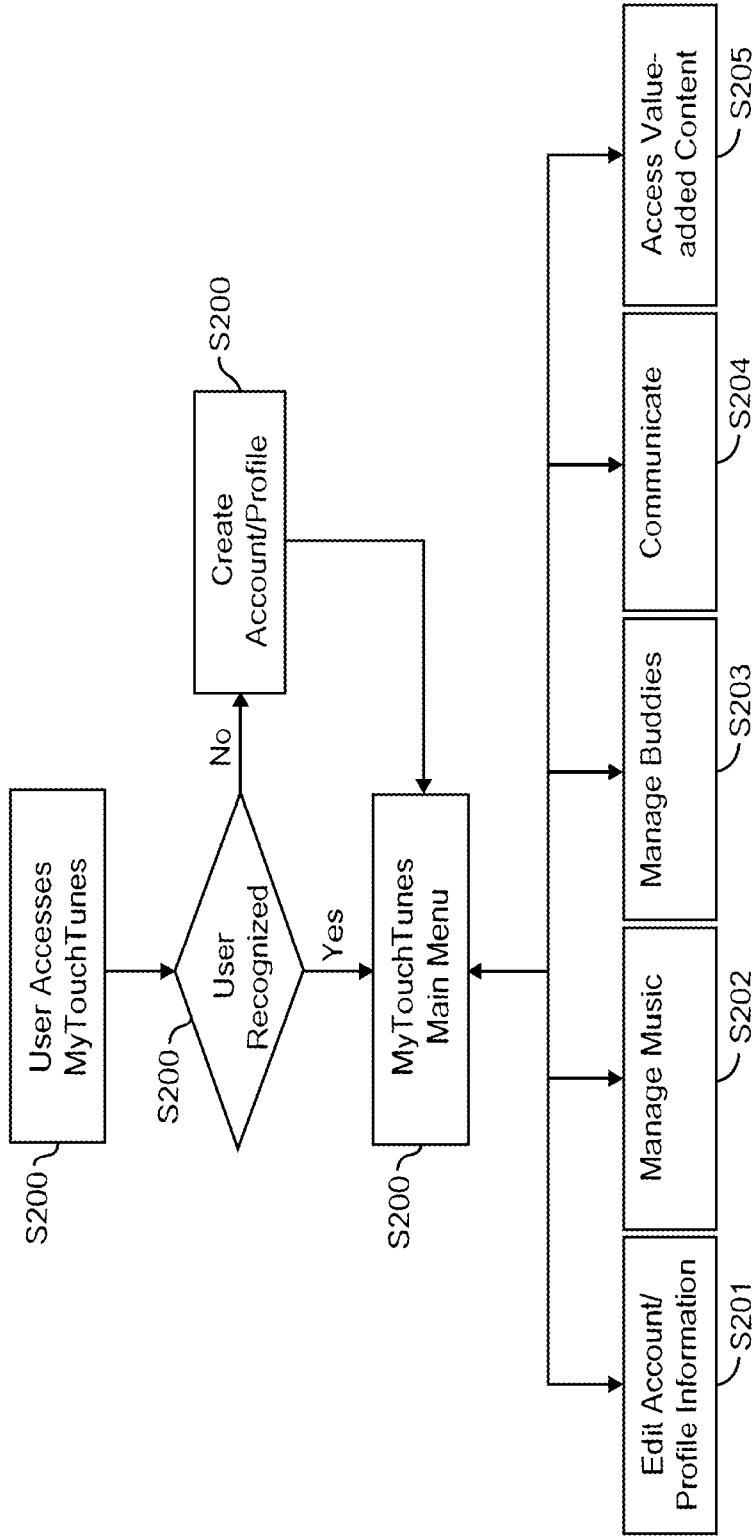 User Accesses
MyTouchTunes
S200
User
Recognized
S200
No
Create
Account/Profile
S200
Yes
MyTouchTunes
Main Menu
S200
Edit Account/
Profile Information
S201
Manage Music
S202
Manage Buddies
S203
Communicate
S204
Access Value-
added Content
S205